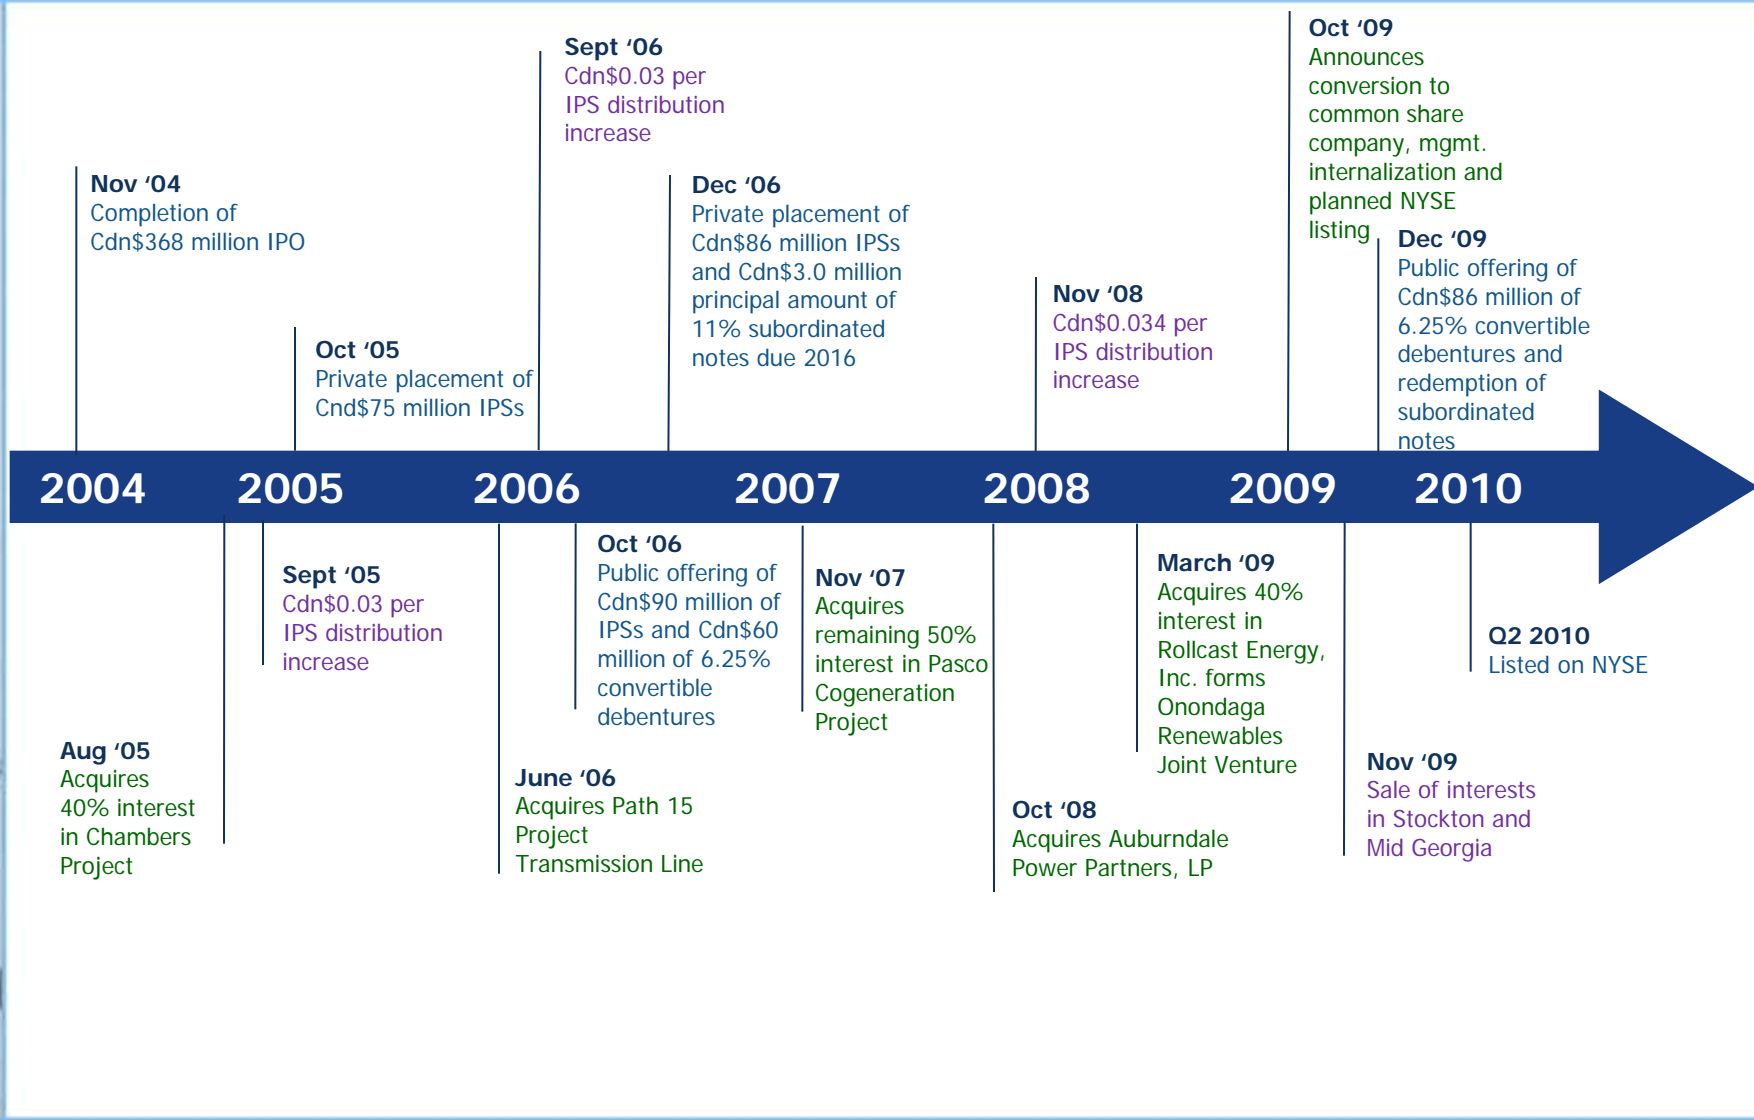 Nov ‘04
Completion of
Cdn$368 million IPO
Oct ‘05
Private placement of
Cnd$75 million IPSs
Sept ‘06
Cdn$0.03 per
IPS distribution
increase
Dec ‘06
Private placement of
Cdn$86 million IPSs
and Cdn$3.0 million
principal amount of
11% subordinated
notes due 2016
Nov ‘08
Cdn$0.034 per
IPS distribution
increase
Oct ‘09
Announces
conversion to
common share
company, mgmt.
internalization and
planned NYSE
listing
Dec ‘09
Public offering of
Cdn$86 million of
6.25% convertible
debentures and
redemption of
subordinated
notes
2004 2005 2006 2007 2008 2009 2010
Aug ‘05
Acquires
40% interest
in Chambers
Project
Sept ‘05
Cdn$0.03 per
IPS distribution
increase
June ‘06
Acquires Path 15
Project
Transmission Line
Oct ‘06
Public offering of
Cdn$90 million of
IPSs and Cdn$60
million of 6.25%
convertible
debentures
Nov ‘07
Acquires
remaining 50%
interest in Pasco
Cogeneration
Project
Oct ‘08
Acquires Auburndale
Power Partners, LP
March ‘09
Acquires 40%
interest in
Rollcast Energy,
Inc. forms
Onondaga
Renewables
Joint Venture
Nov ‘09
Sale of interests
in Stockton and
Mid Georgia
Q2 2010
Listed on NYSE